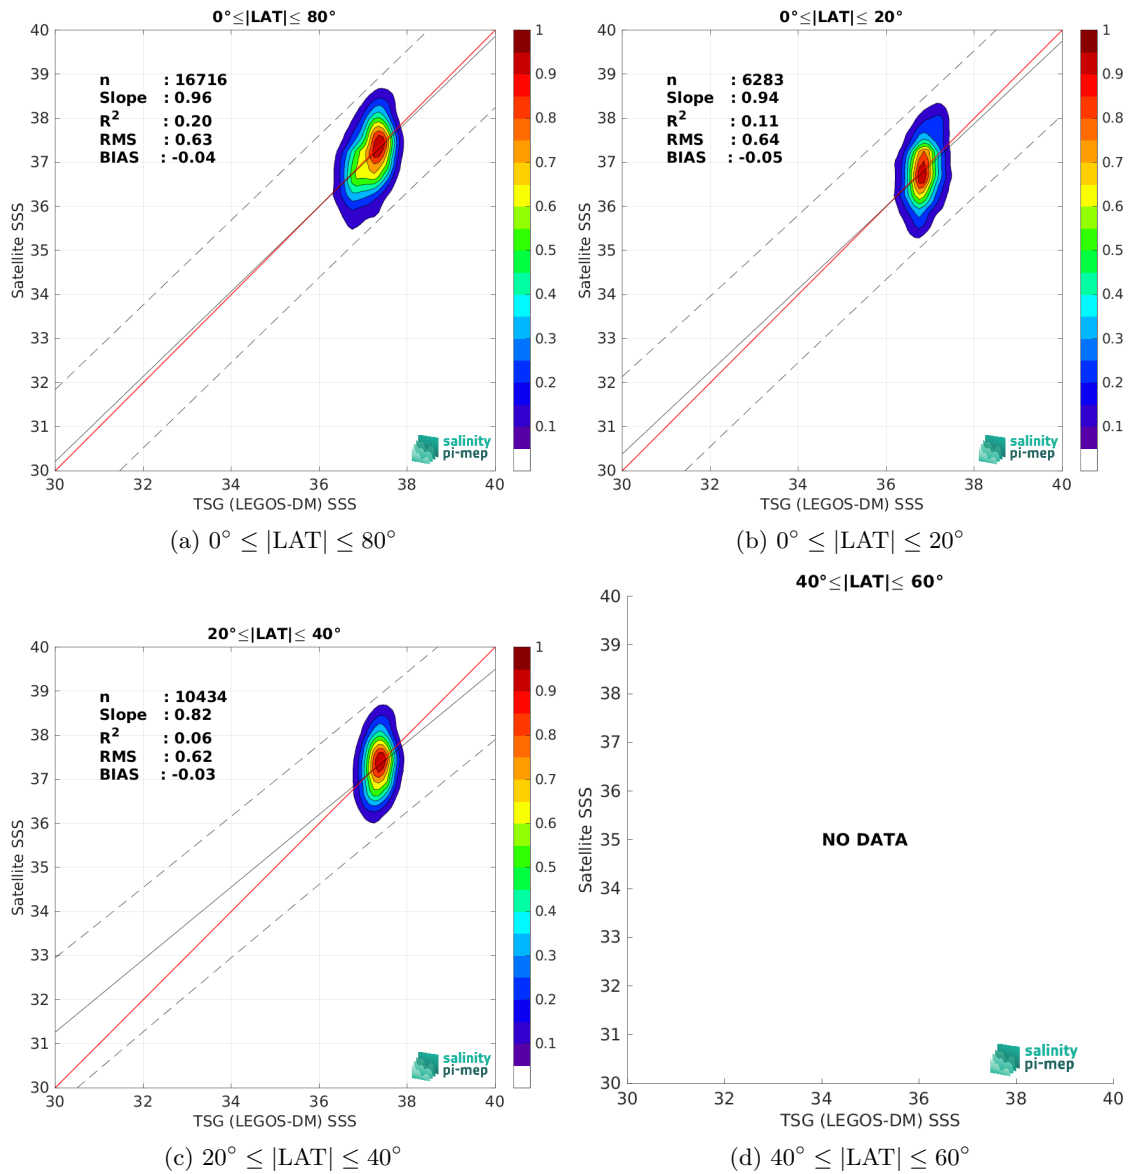 0°≤|LAT|≤ 80°
n : 16716
Slope : 0.96
R² : 0.20
RMS : 0.63
BIAS : -0.04
40
39
38
37
36
35
34
33
32
31
30
30
32
34
36
38
40
Satellite SSS
TSG (LEGOS-DM) SSS
1
0.9
0.8
0.7
0.6
0.5
0.4
0.3
0.2
0.1
salinity
pi-mep
(a) 0° ≤ |LAT| ≤ 80°
0°≤|LAT|≤ 20°
n : 6283
Slope : 0.94
R² : 0.11
RMS : 0.64
BIAS : -0.05
40
39
38
37
36
35
34
33
32
31
30
30
32
34
36
38
40
Satellite SSS
TSG (LEGOS-DM) SSS
1
0.9
0.8
0.7
0.6
0.5
0.4
0.3
0.2
0.1
salinity
pi-mep
(b) 0° ≤ |LAT| ≤ 20°
20°≤|LAT|≤ 40°
n : 10434
Slope : 0.82
R² : 0.06
RMS : 0.62
BIAS : -0.03
40
39
38
37
36
35
34
33
32
31
30
30
32
34
36
38
40
Satellite SSS
TSG (LEGOS-DM) SSS
1
0.9
0.8
0.7
0.6
0.5
0.4
0.3
0.2
0.1
salinity
pi-mep
(c) 20° ≤ |LAT| ≤ 40°
40°≤|LAT|≤ 60°
40
39
38
37
36
35
34
33
32
31
30
30
32
34
36
38
40
Satellite SSS
NO DATA
TSG (LEGOS-DM) SSS
salinity
pi-mep
(d) 40° ≤ |LAT| ≤ 60°